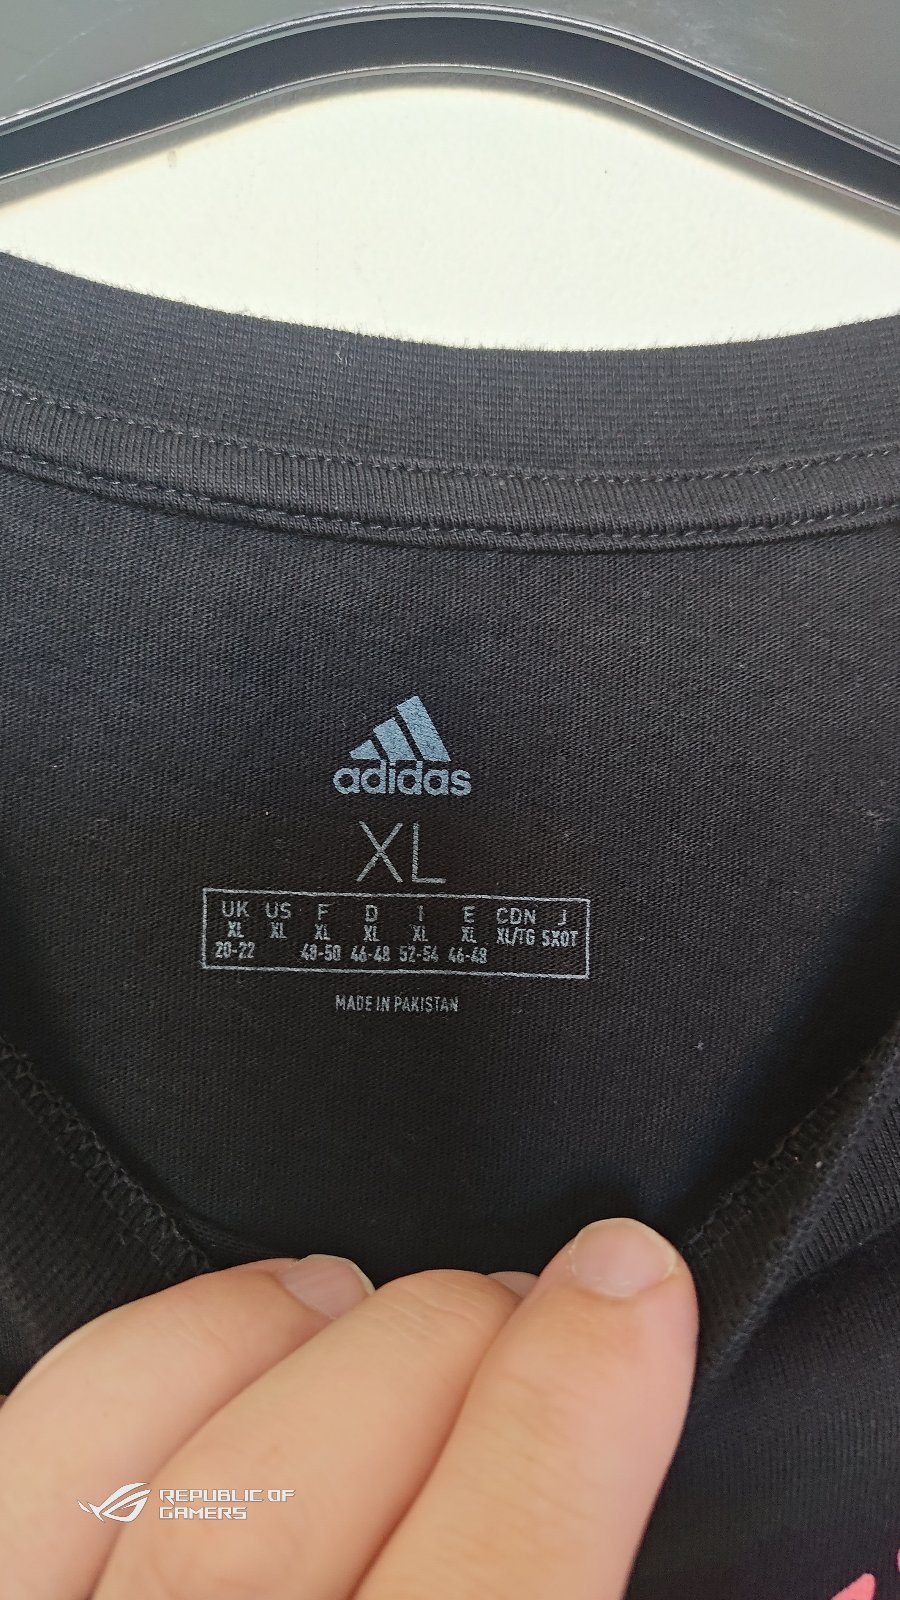 adidas
XL
UK US F D I E CDN J
XL XL XL XL XL XL XL/TG 5XOT
20-22 48-50 46-48 52-54 46-48
MADE IN PAKISTAN
REPUBLIC OF
GAMERS